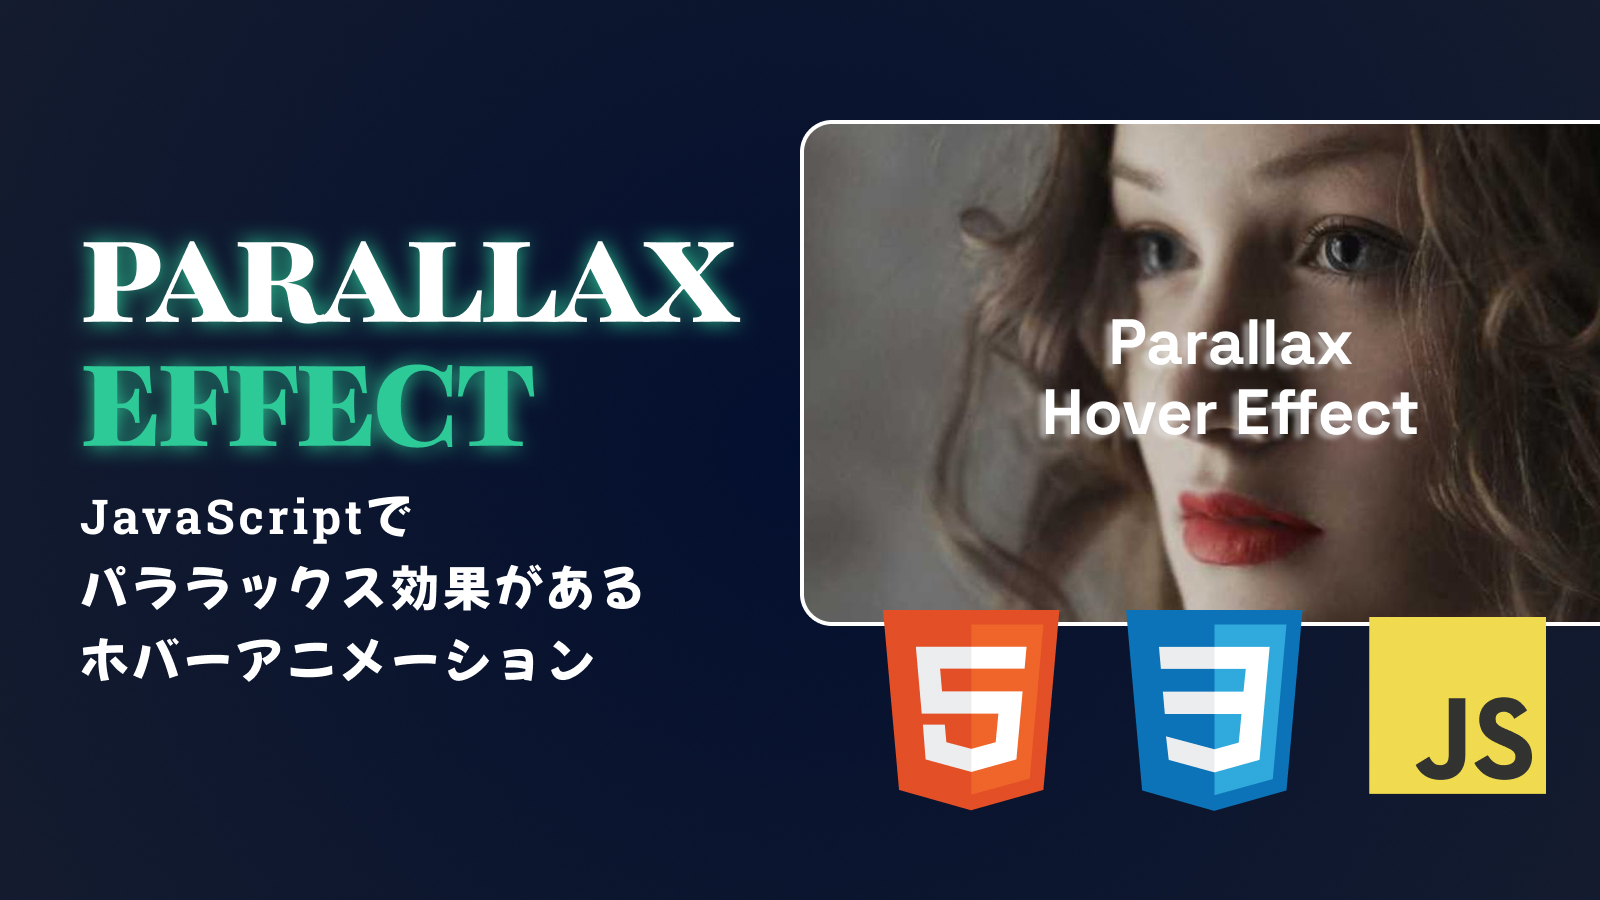 PARALLAX
EFFECT
JavaScriptで
パララックス効果がある
ホバーアニメーション
Parallax
Hover Effect
5
3
JS